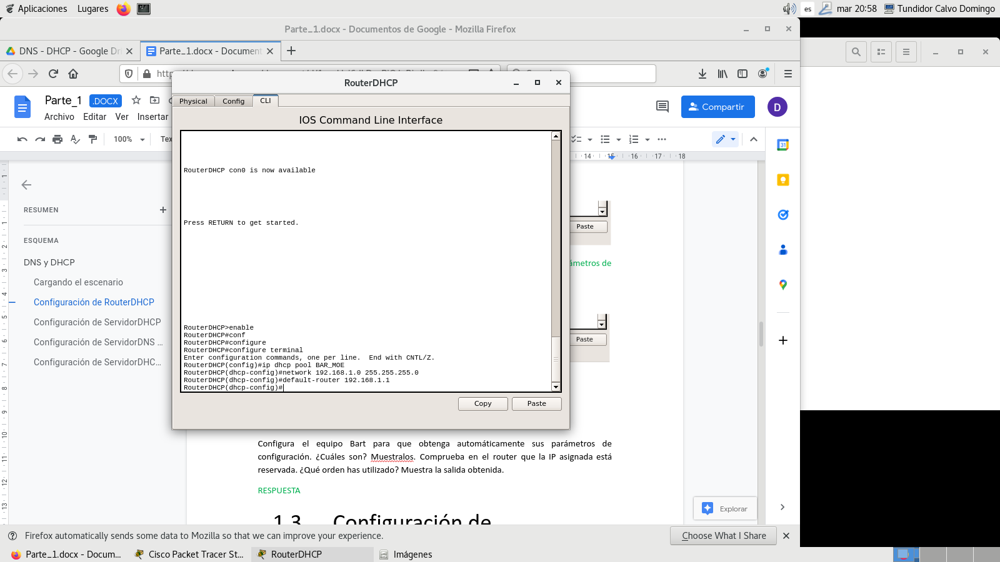 Aplicaciones Lugares
es mar 20:58 Tundidor Calvo Domingo
Parte_1.docx - Documentos de Google - Mozilla Firefox
DNS - DHCP - Google Dri
Parte_1.docx - Document
RouterDHCP
Physical Config CLI
IOS Command Line Interface
RouterDHCP con0 is now available
Press RETURN to get started.
RouterDHCP>enable
RouterDHCP#conf
RouterDHCP#configure
RouterDHCP#configure terminal
Enter configuration commands, one per line.  End with CNTL/Z.
RouterDHCP(config)#ip dhcp pool BAR_MOE
RouterDHCP(dhcp-config)#network 192.168.1.0 255.255.255.0
RouterDHCP(dhcp-config)#default-router 192.168.1.1
RouterDHCP(dhcp-config)#
Copy Paste
Parte_1 .DOCX
Archivo Editar Ver Insertar
Compartir
D
100% Tex
14 15 16 17 18
RESUMEN
ESQUEMA
DNS y DHCP
Cargando el escenario
Configuración de RouterDHCP
Configuración de ServidorDHCP
Configuración de ServidorDNS ...
Configuración de ServidorDHC...
Paste
ámetros de
Paste
Configura el equipo Bart para que obtenga automáticamente sus parámetros de
configuración. ¿Cuáles son? Muestralos. Comprueba en el router que la IP asignada está
reservada. ¿Qué orden has utilizado? Muestra la salida obtenida.
RESPUESTA
1.3 Configuración de
Explorar
Firefox automatically sends some data to Mozilla so that we can improve your experience.
Choose What I Share
Parte_1.docx - Docum...
Cisco Packet Tracer St...
RouterDHCP
Imágenes